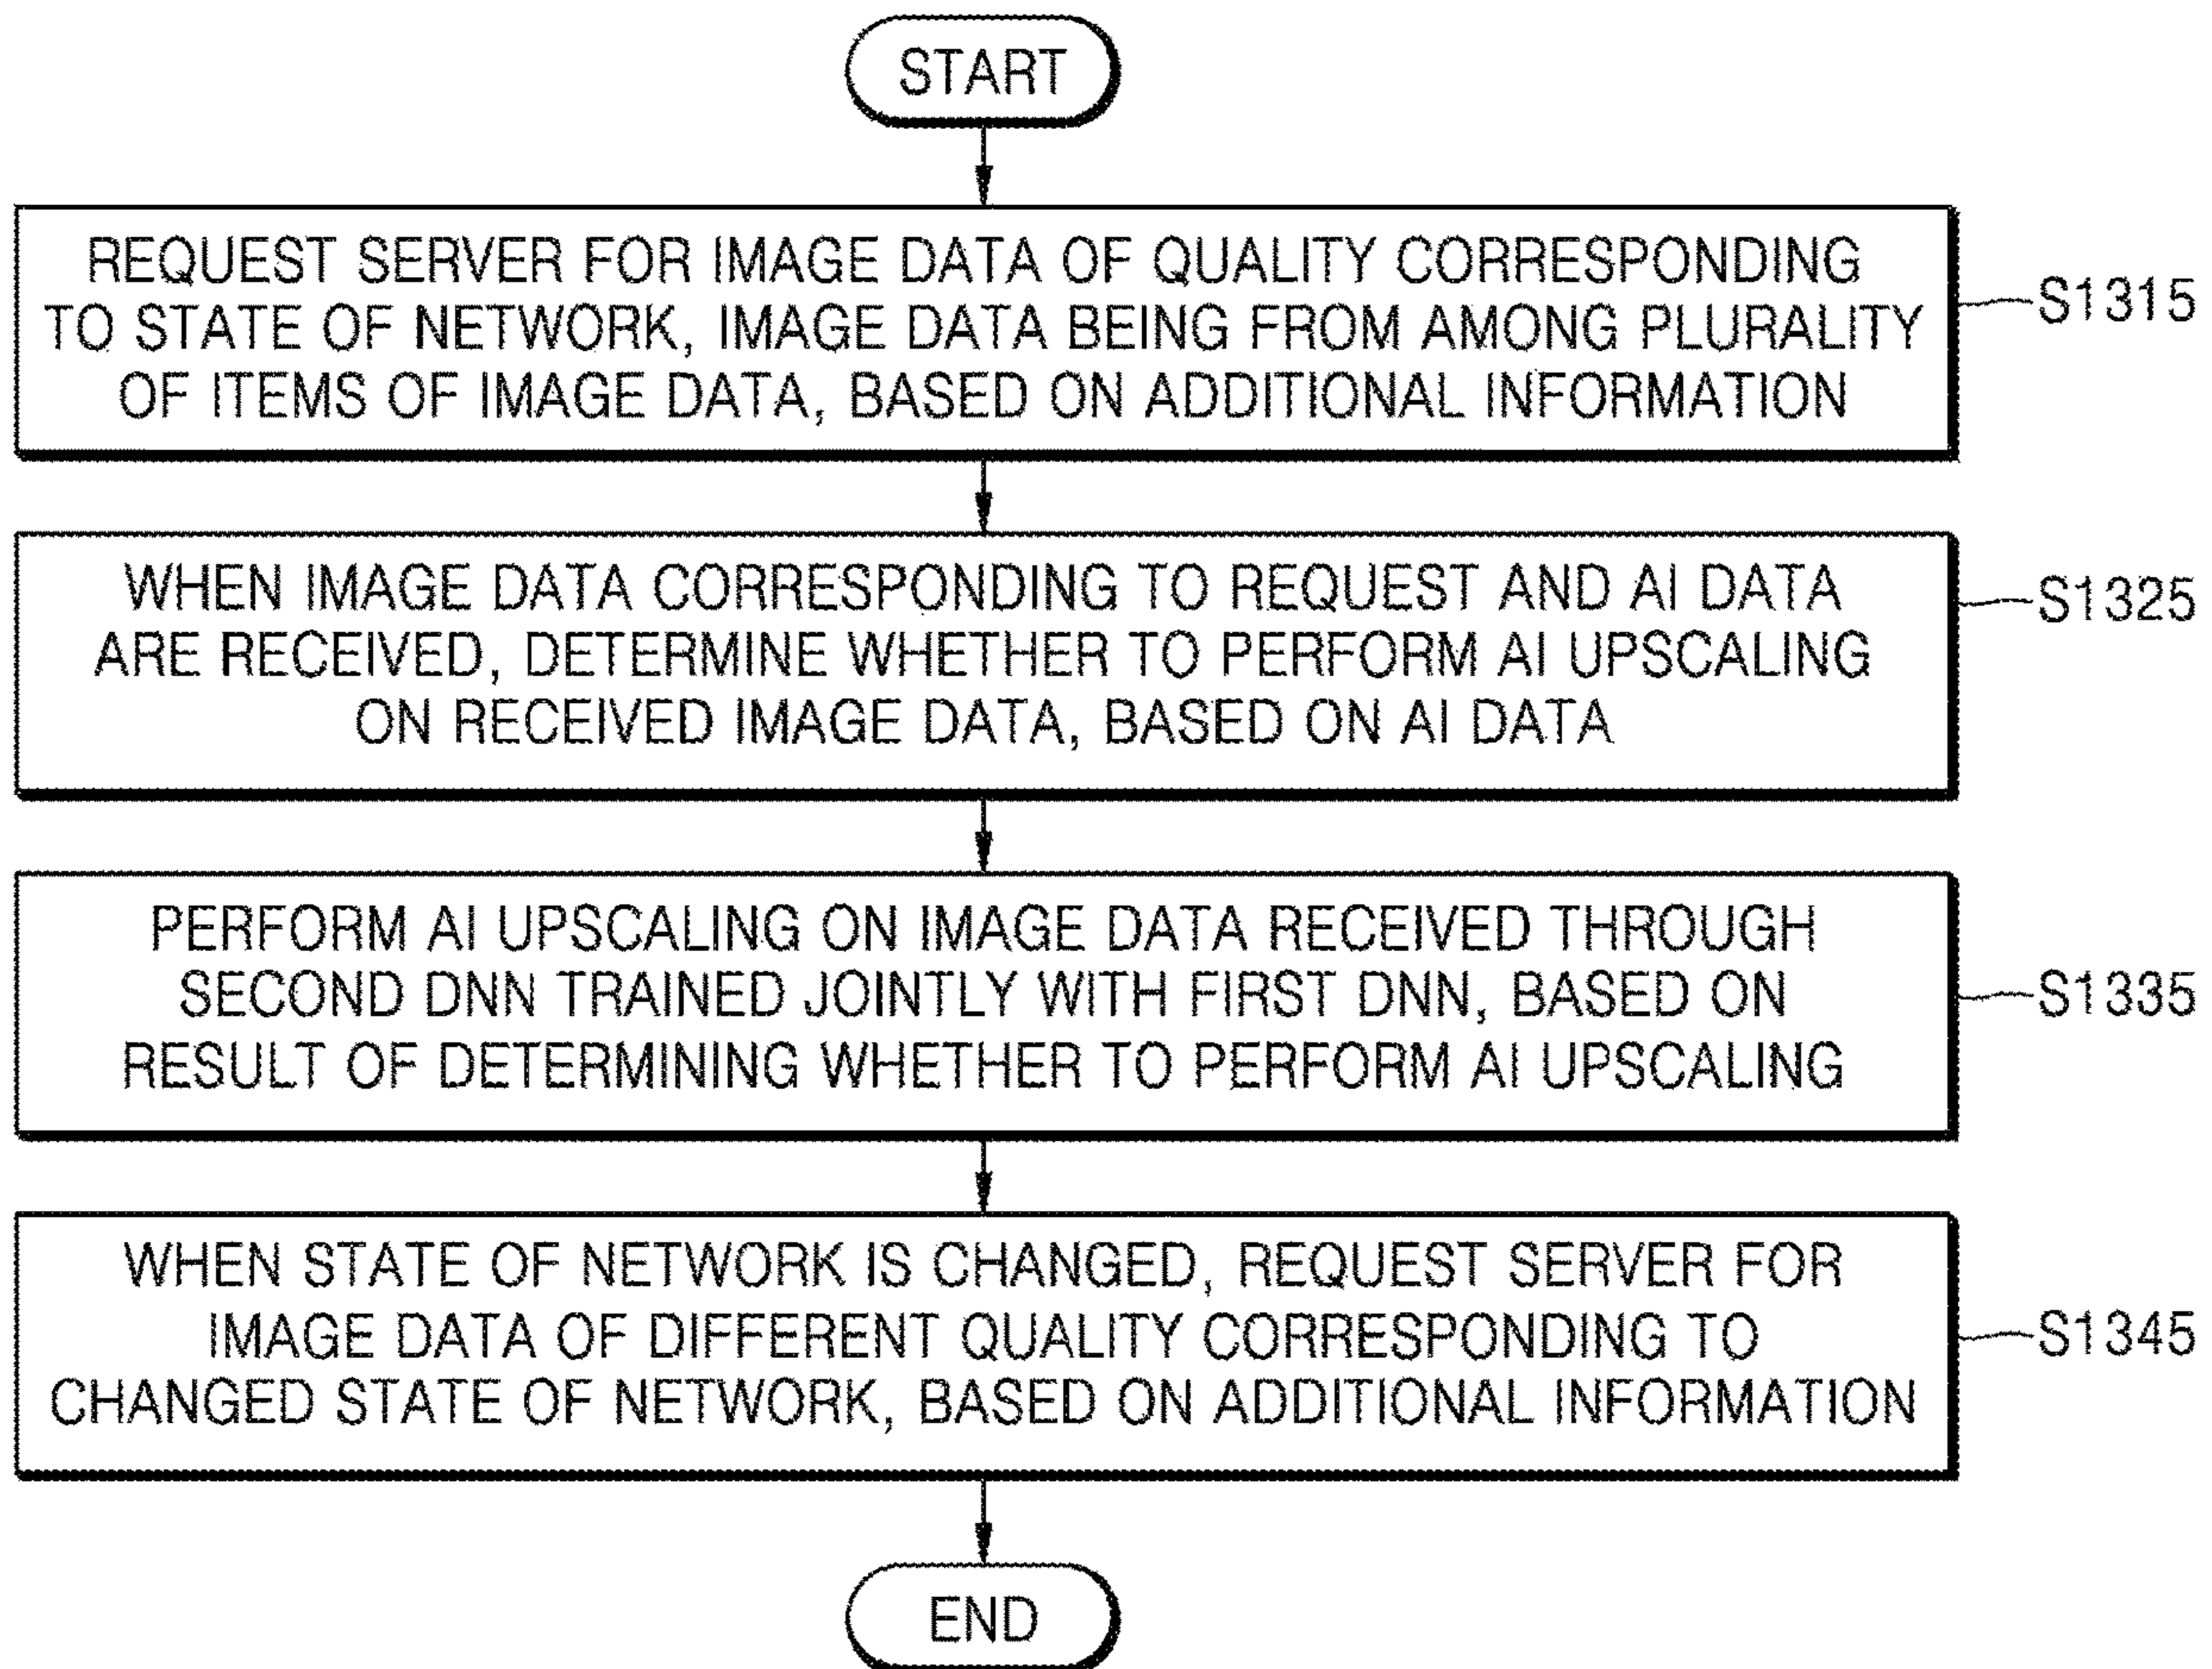 START
REQUEST SERVER FOR IMAGE DATA OF QUALITY CORRESPONDING
TO STATE OF NETWORK, IMAGE DATA BEING FROM AMONG PLURALITY
OF ITEMS OF IMAGE DATA, BASED ON ADDITIONAL INFORMATION
S1315
WHEN IMAGE DATA CORRESPONDING TO REQUEST AND AI DATA
ARE RECEIVED, DETERMINE WHETHER TO PERFORM AI UPSCALING
ON RECEIVED IMAGE DATA, BASED ON AI DATA
S1325
PERFORM AI UPSCALING ON IMAGE DATA RECEIVED THROUGH
SECOND DNN TRAINED JOINTLY WITH FIRST DNN, BASED ON
RESULT OF DETERMINING WHETHER TO PERFORM AI UPSCALING
S1335
WHEN STATE OF NETWORK IS CHANGED, REQUEST SERVER FOR
IMAGE DATA OF DIFFERENT QUALITY CORRESPONDING TO
CHANGED STATE OF NETWORK, BASED ON ADDITIONAL INFORMATION
S1345
END